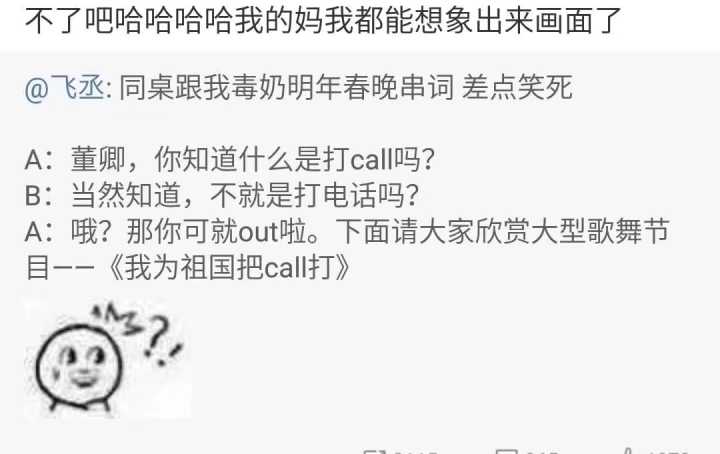 不了吧哈哈哈哈我的妈我都能想象出来画面了
@飞丞: 同桌跟我毒奶明年春晚串词 差点笑死
A：董卿，你知道什么是打call吗？
B：当然知道，不就是打电话吗？
A：哦？那你可就out啦。下面请大家欣赏大型歌舞节
目——《我为祖国把call打》
?!